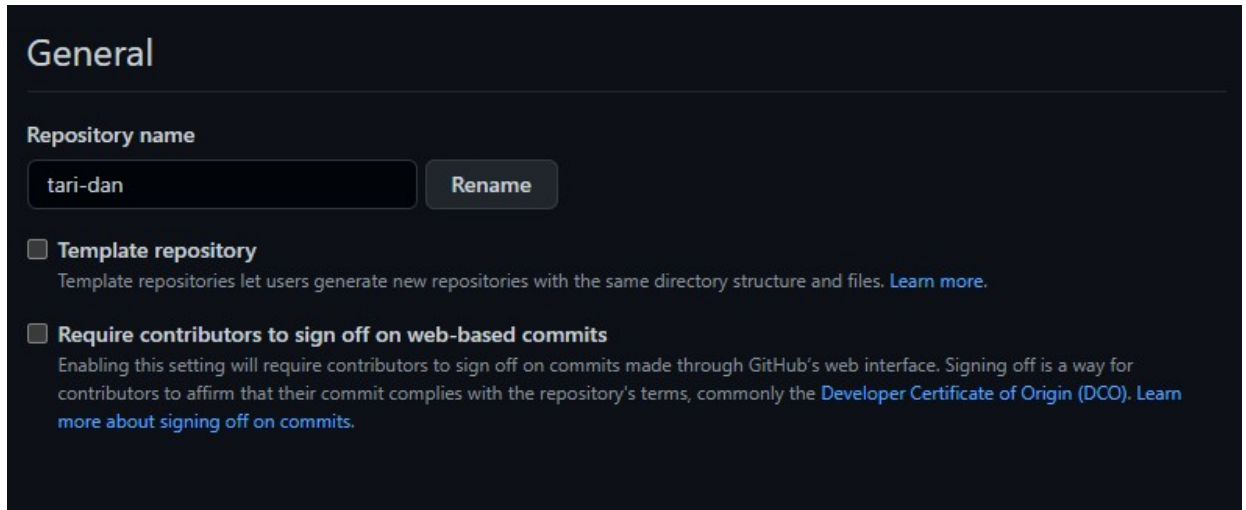 General
Repository name
tari-dan
Rename
Template repository
Template repositories let users generate new repositories with the same directory structure and files. Learn more.
Require contributors to sign off on web-based commits
Enabling this setting will require contributors to sign off on commits made through GitHub's web interface. Signing off is a way for
contributors to affirm that their commit complies with the repository's terms, commonly the Developer Certificate of Origin (DCO). Learn
more about signing off on commits.